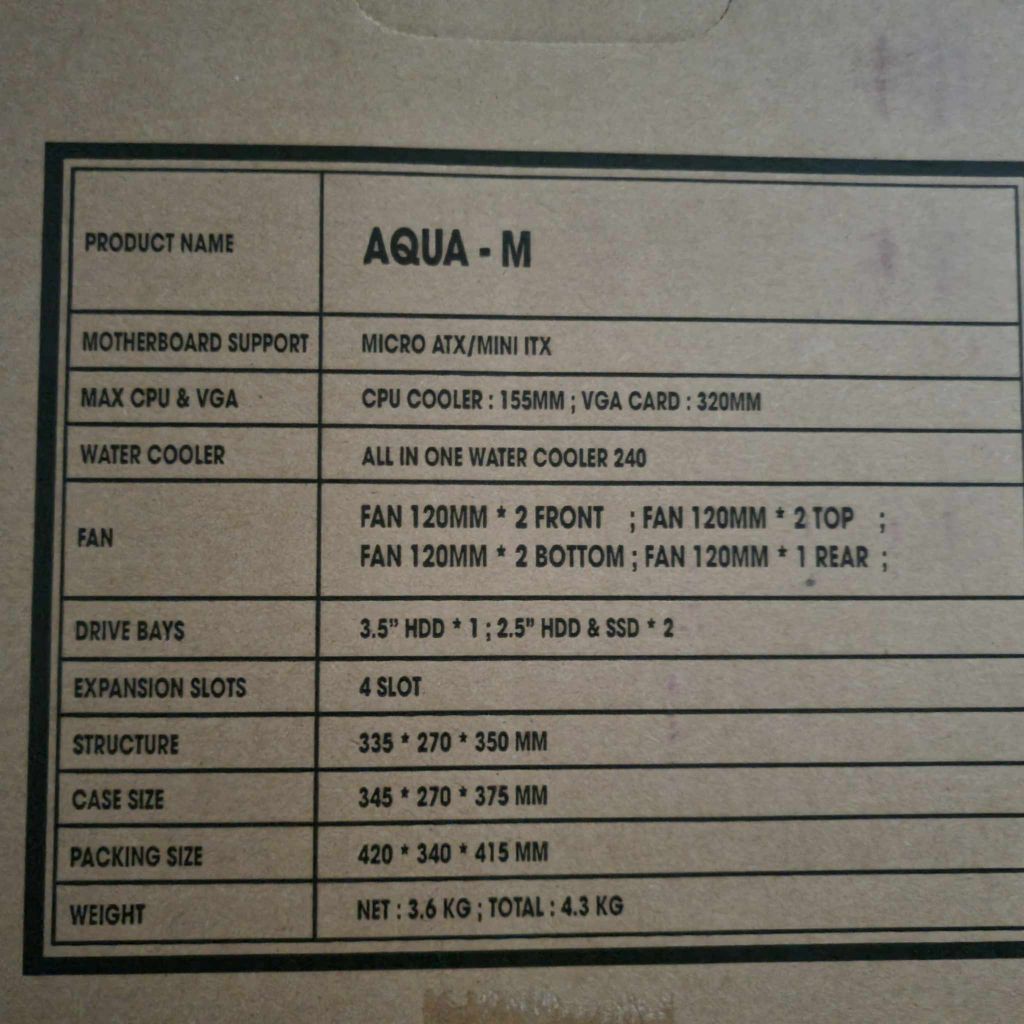 PRODUCT NAME AQUA - M
MOTHERBOARD SUPPORT MICRO ATX/MINI ITX
MAX CPU & VGA CPU COOLER : 155MM ; VGA CARD : 320MM
WATER COOLER ALL IN ONE WATER COOLER 240
FAN FAN 120MM * 2 FRONT ; FAN 120MM * 2 TOP ;
FAN 120MM * 2 BOTTOM ; FAN 120MM * 1 REAR ;
DRIVE BAYS 3.5” HDD * 1 ; 2.5" HDD & SSD * 2
EXPANSION SLOTS 4 SLOT
STRUCTURE 335 * 270 * 350 MM
CASE SIZE 345 * 270 * 375 MM
PACKING SIZE 420 * 340 * 415 MM
WEIGHT NET : 3.6 KG ; TOTAL : 4.3 KG